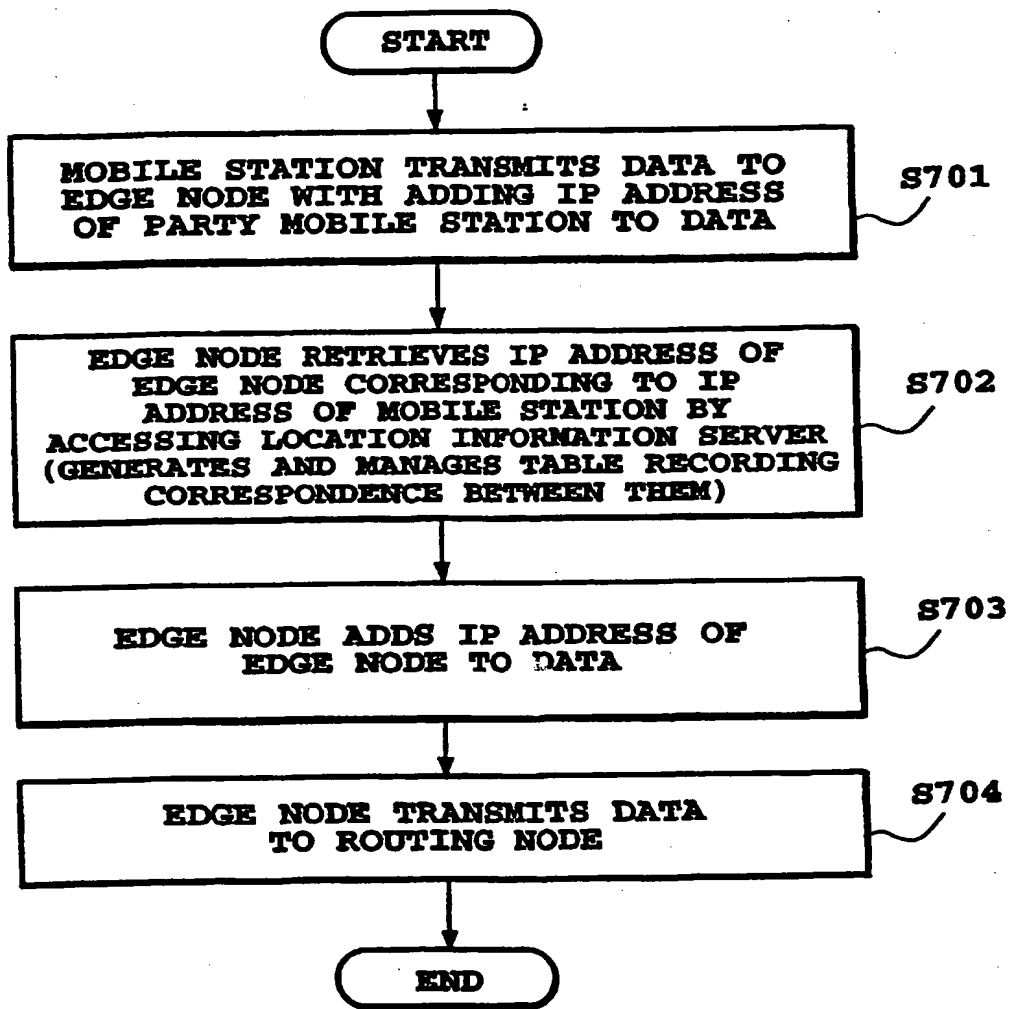 START
MOBILE STATION TRANSMITS DATA TO
EDGE NODE WITH ADDING IP ADDRESS
OF PARTY MOBILE STATION TO DATA
S701
EDGE NODE RETRIEVES IP ADDRESS OF
EDGE NODE CORRESPONDING TO IP
ADDRESS OF MOBILE STATION BY
ACCESSING LOCATION INFORMATION SERVER
(GENERATES AND MANAGES TABLE RECORDING
CORRESPONDENCE BETWEEN THEM)
S702
EDGE NODE ADDS IP ADDRESS OF
EDGE NODE TO DATA
S703
EDGE NODE TRANSMITS DATA
TO ROUTING NODE
S704
END